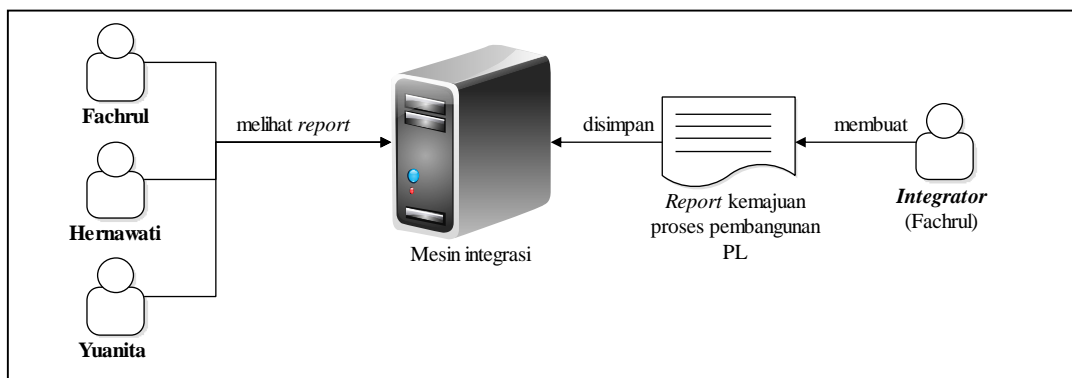 Fachrul
Hernawati
Yuanita
melihat report
Mesin integrasi
disimpan
Report kemajuan
proses pembangunan
PL
membuat
Integrator
(Fachrul)